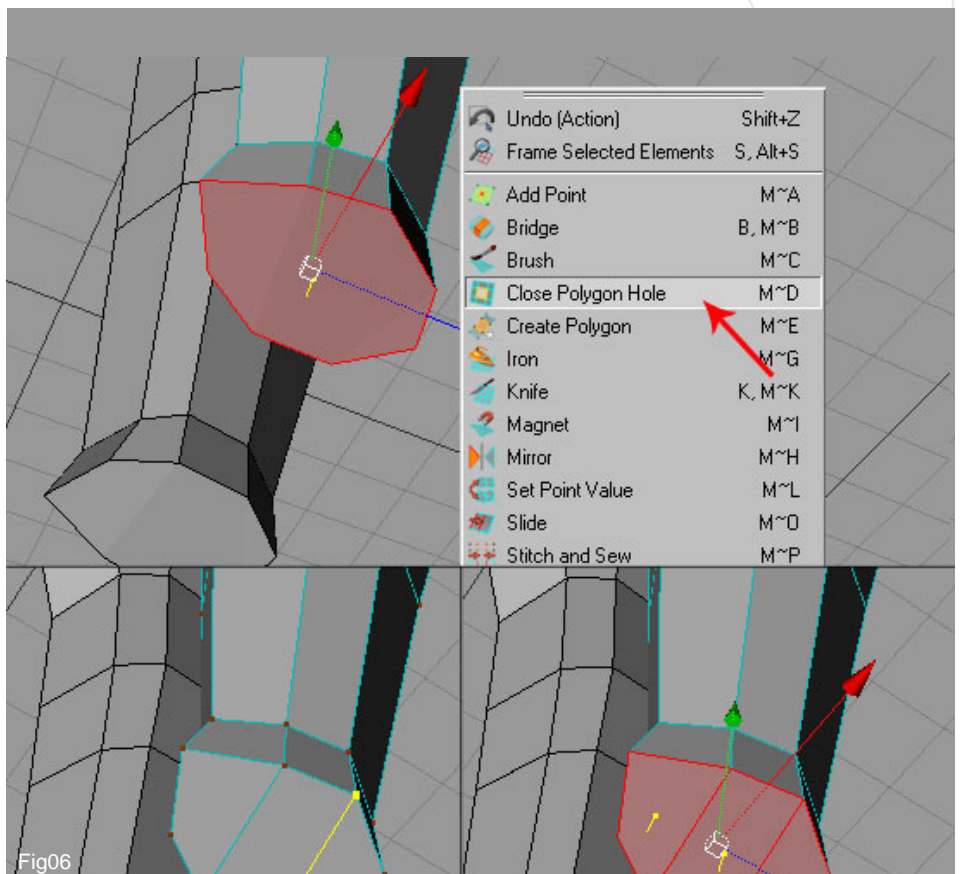 Undo (Action) Shift+Z
Frame Selected Elements S, Alt+S
Add Point M~A
Bridge B, M~B
Brush M~C
Close Polygon Hole M~D
Create Polygon M~E
Iron M~G
Knife K, M~K
Magnet M~I
Mirror M~H
Set Point Value M~L
Slide M~O
Stitch and Sew M~P
Fig06